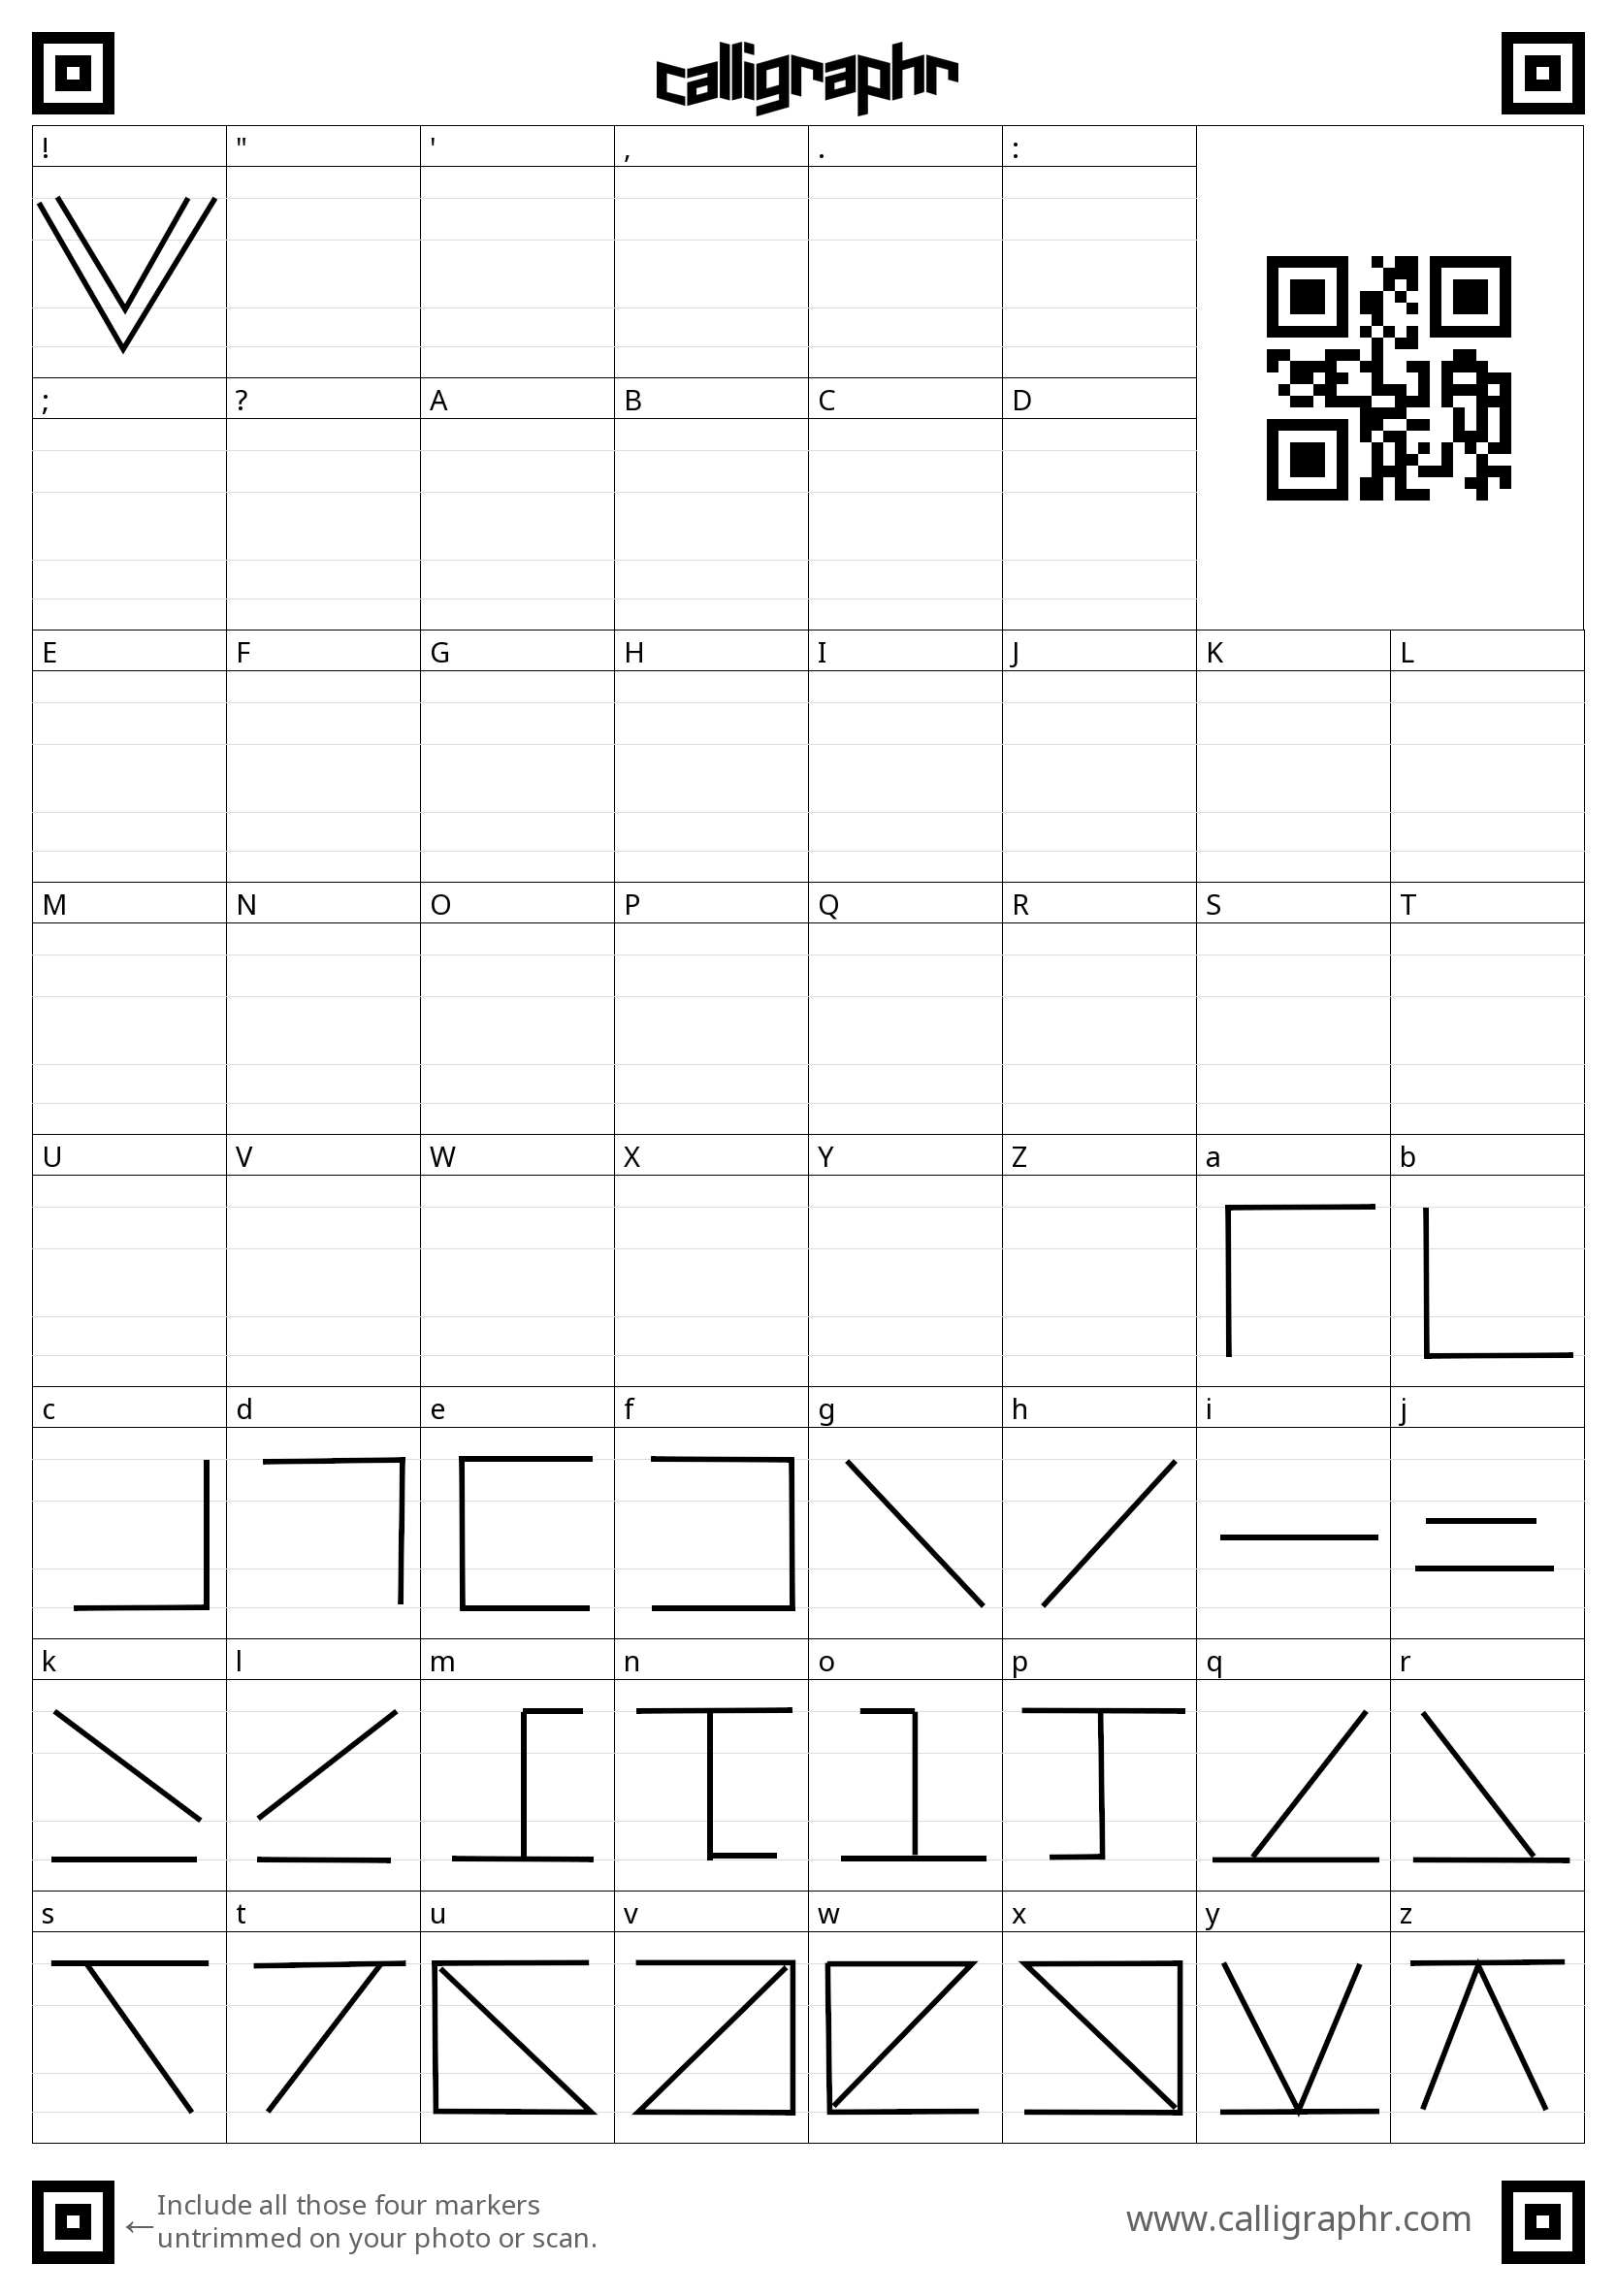 calligraphr
! " ' , . :
; ? A B C D
E F G H I J K L
M N O P Q R S T
U V W X Y Z a b
c d e f g h i j
k l m n o p q r
s t u v w x y z
←Include all those four markers
untrimmed on your photo or scan.
www.calligraphr.com